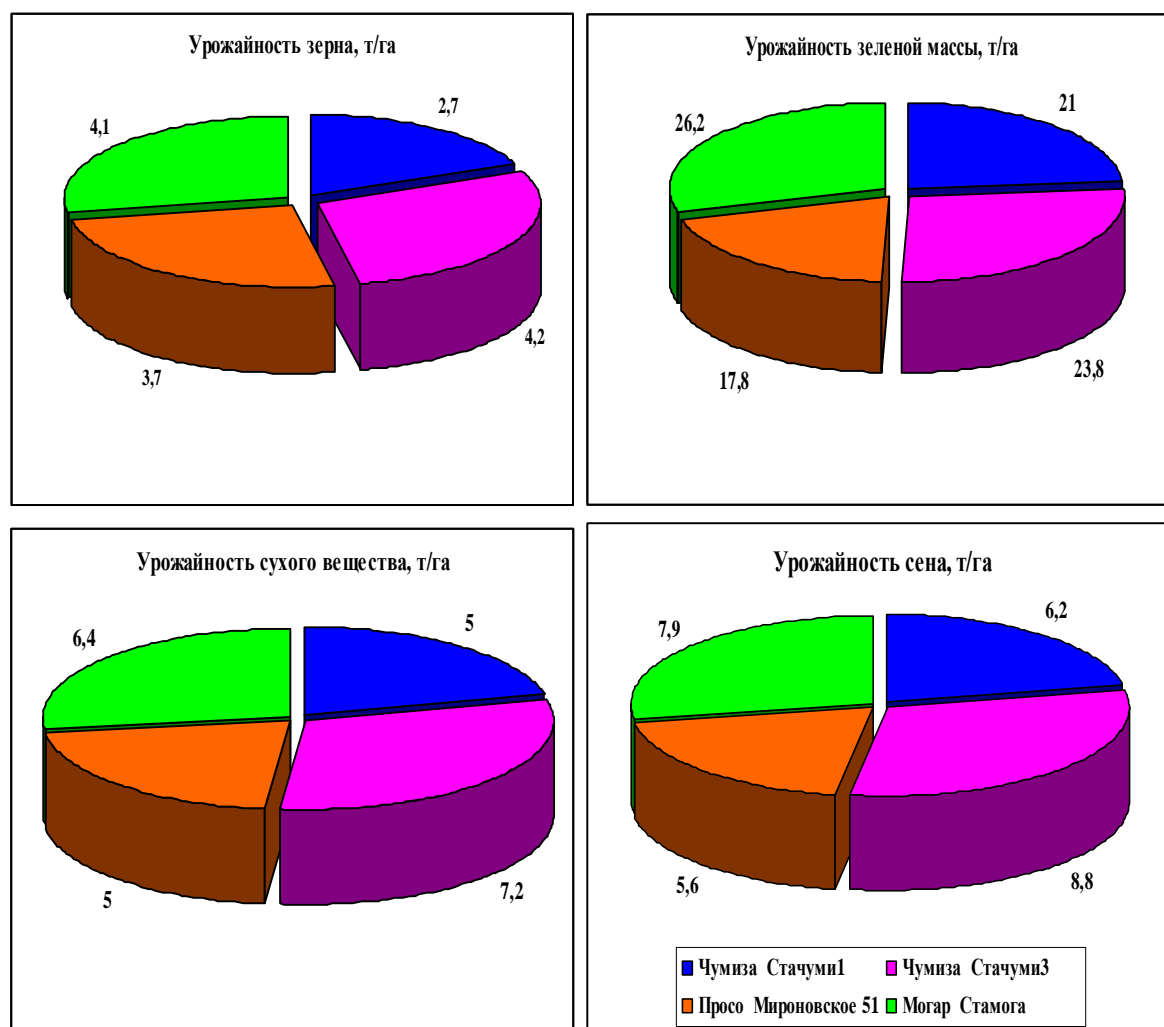 Урожайность зерна, т/га
2,7
4,1
4,2
3,7
Урожайность зеленой массы, т/га
21
26,2
17,8
23,8
Урожайность сухого вещества, т/га
5
6,4
5
7,2
Урожайность сена, т/га
6,2
7,9
5,6
8,8
Чумиза Стачуми1 Чумиза Стачуми3
Просо Мироновское 51 Могар Стамога